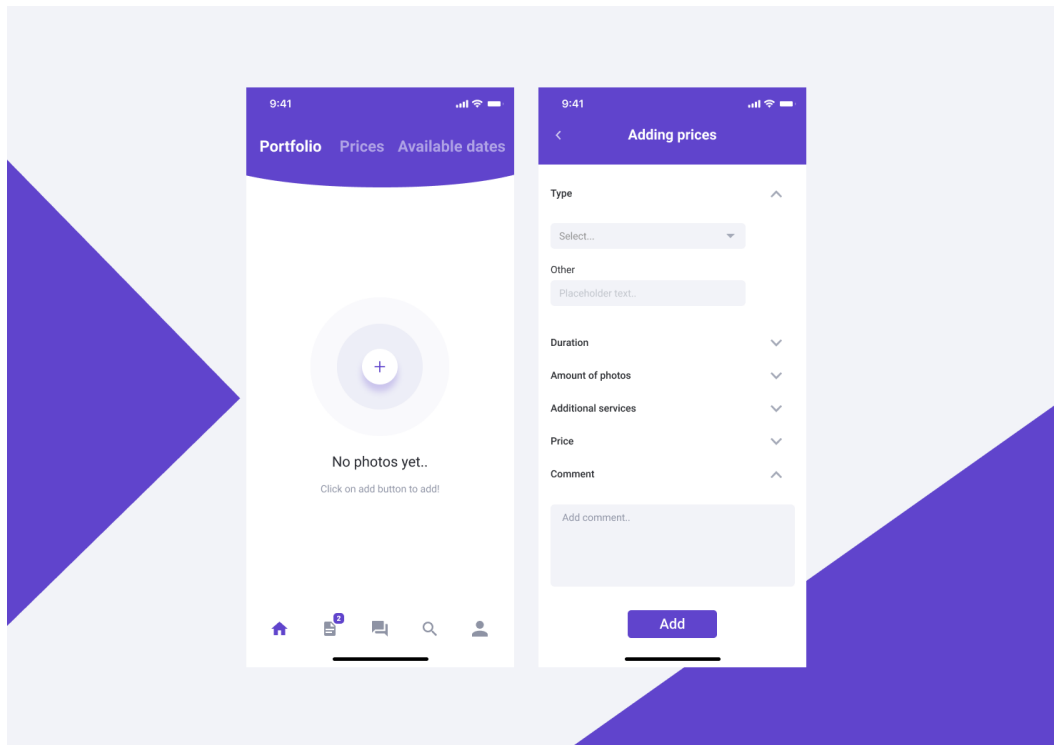 9:41
Portfolio Prices Available dates
No photos yet..
Click on add button to add!
2
9:41
Adding prices
Type
Select...
Other
Placeholder text..
Duration
Amount of photos
Additional services
Price
Comment
Add comment..
Add